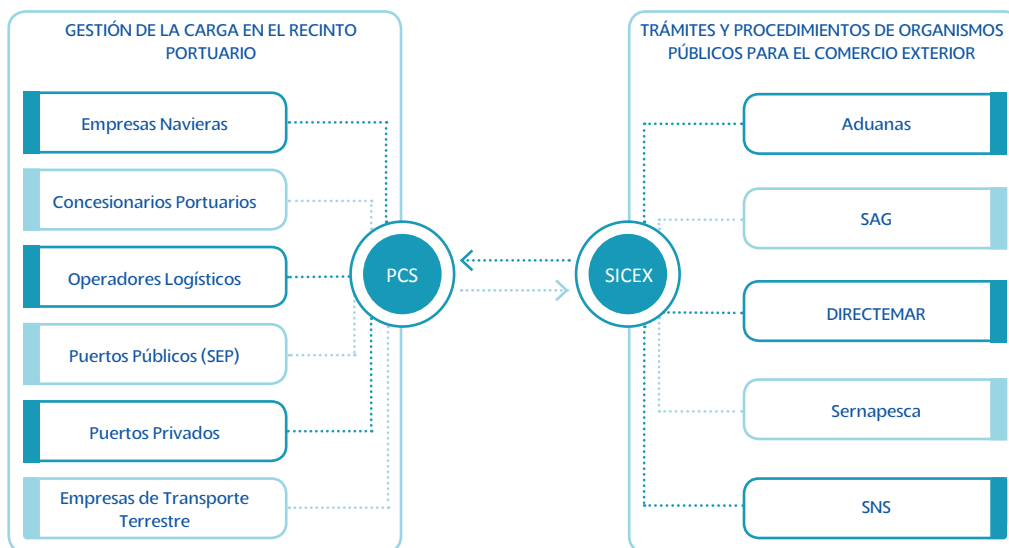 GESTIÓN DE LA CARGA EN EL RECINTO
PORTUARIO
Empresas Navieras
Concesionarios Portuarios
Operadores Logísticos
Puertos Públicos (SEP)
Puertos Privados
Empresas de Transporte
Terrestre
PCS
SICEX
TRÁMITES Y PROCEDIMIENTOS DE ORGANISMOS
PÚBLICOS PARA EL COMERCIO EXTERIOR
Aduanas
SAG
DIRECTEMAR
Sernapesca
SNS